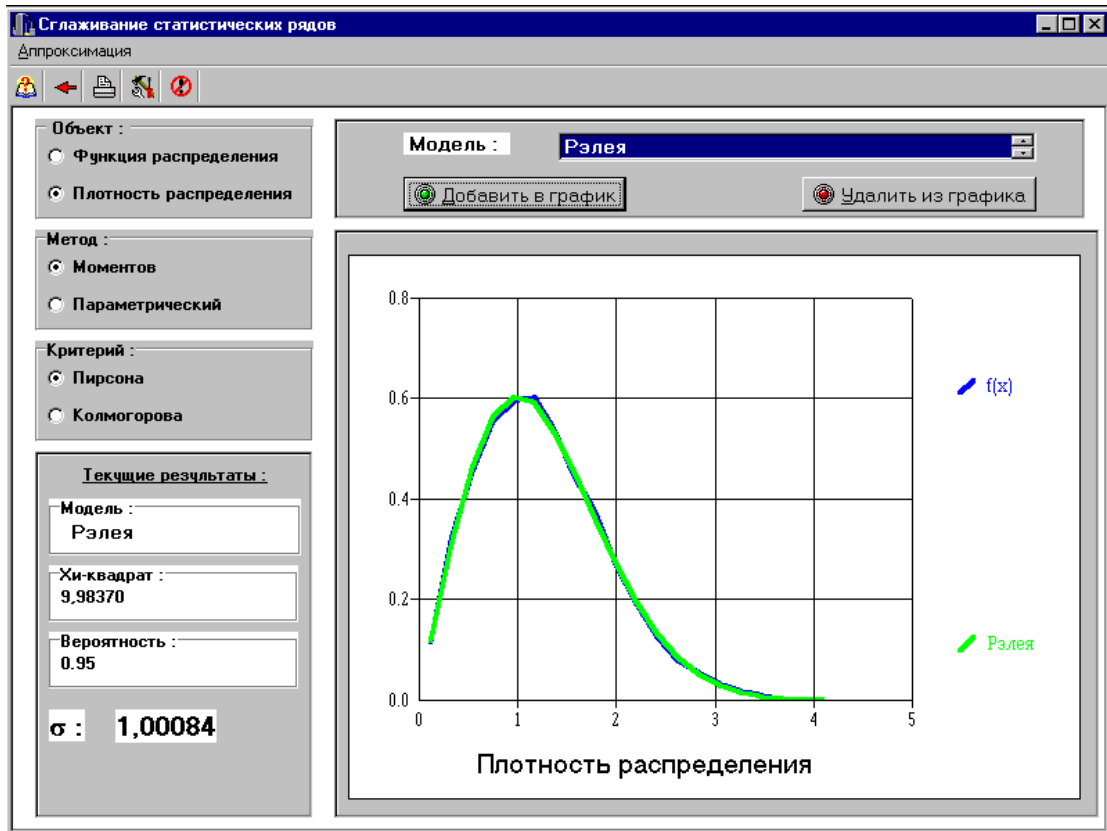 Сглаживание статистических рядов
Аппроксимация
Объект :
Функция распределения
Плотность распределения
Модель :
Рэлея
Добавить в график
Удалить из графика
Метод :
Моментов
Параметрический
Критерий :
Пирсона
Колмогорова
Текущие результаты :
Модель :
Рэлея
Хи-квадрат :
9,98370
Вероятность :
0.95
σ : 1,00084
0.8
0.6
0.4
0.2
0.0
0 1 2 3 4 5
f(x)
Рэлея
Плотность распределения